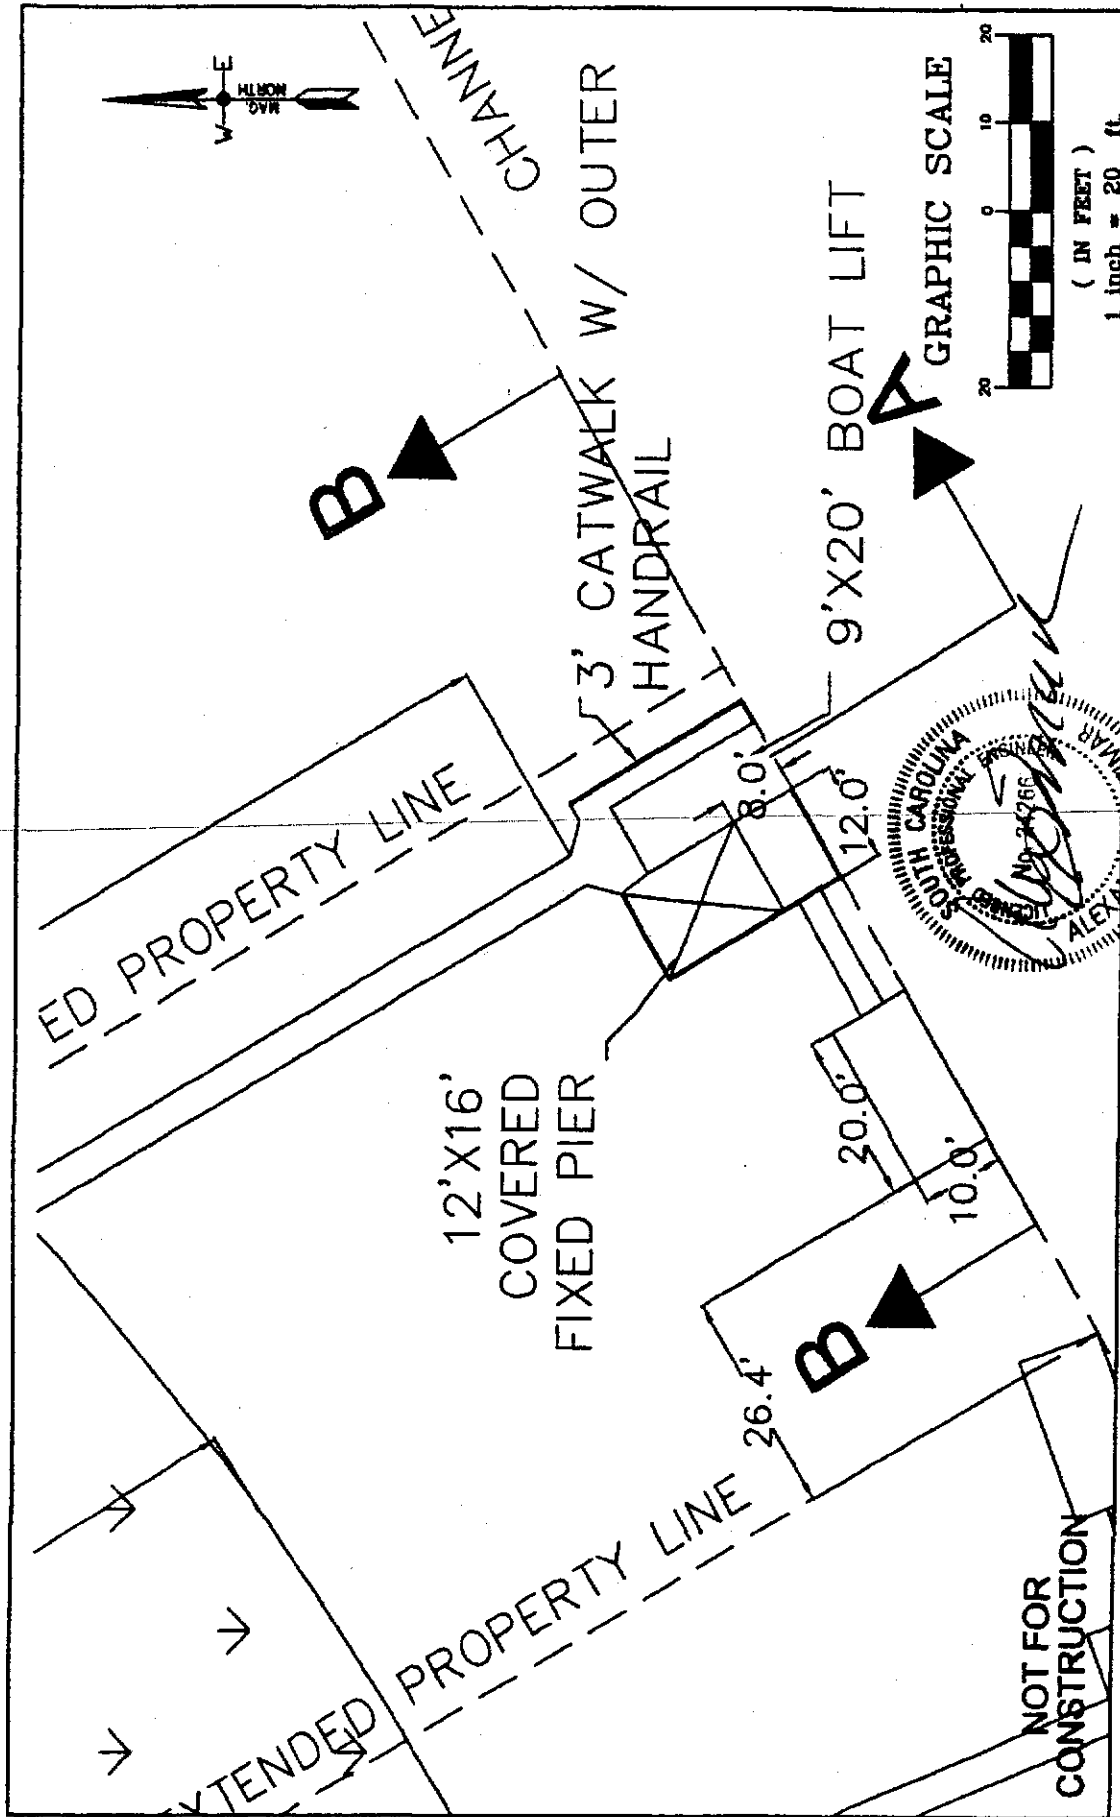 W
E
MAG.
NORTH
CHANNE
ED PROPERTY LINE
B
3' CATWALK W/ OUTER
HANDRAIL
9'X20' BOAT LIFT
A
12'X16'
COVERED
FIXED PIER
8.0'
12.0'
20.0'
10.0'
26.4'
B
XTENDED PROPERTY LINE
GRAPHIC SCALE
20
0
10
20
( IN FEET )
1 inch = 20 ft.
SOUTH CAROLINA
LICENSED PROFESSIONAL ENGINEER
ALEXA
NOT FOR
CONSTRUCTION